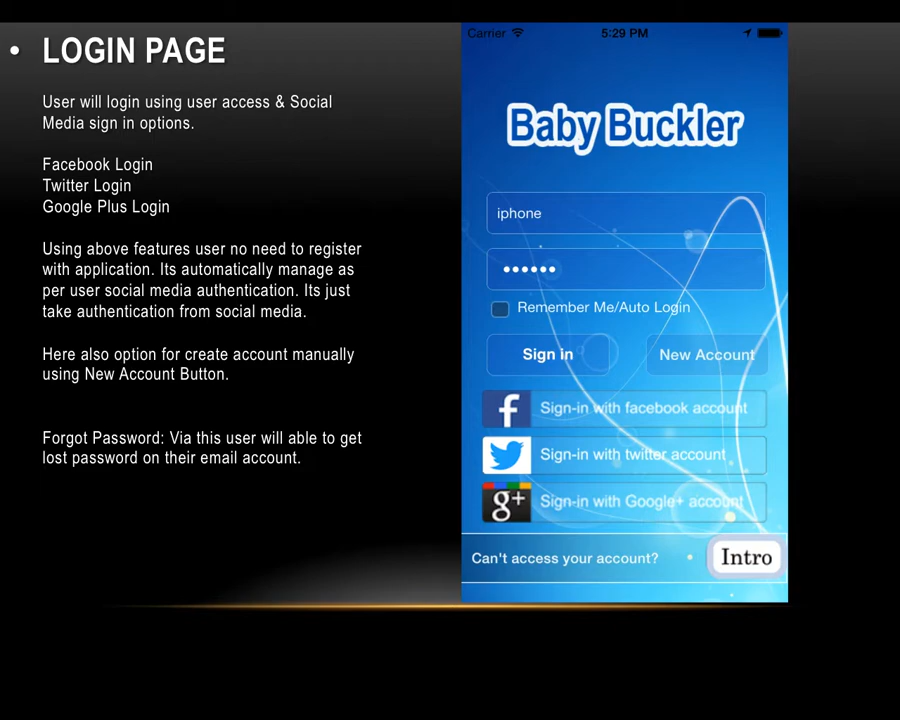 • LOGIN PAGE
User will login using user access & Social
Media sign in options.
Facebook Login
Twitter Login
Google Plus Login
Using above features user no need to register
with application. Its automatically manage as
per user social media authentication. Its just
take authentication from social media.
Here also option for create account manually
using New Account Button.
Forgot Password: Via this user will able to get
lost password on their email account.
Carrier 5:29 PM
Baby Buckler
iphone
••••••
Remember Me/Auto Login
Sign in New Account
f Sign-in with facebook account
Sign-in with twitter account
g+ Sign-in with Google+ account
Can't access your account? • Intro